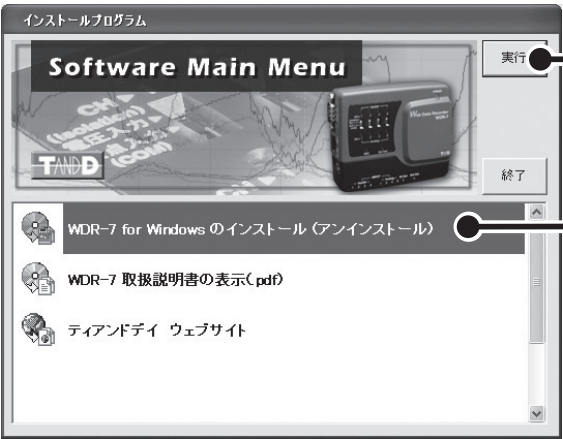 インストールプログラム
Software Main Menu
実行
TAND D
終了
WDR-7 for Windows のインストール (アンインストール)
WDR-7 取扱説明書の表示(pdf)
ティアンドデイ ウェブサイト